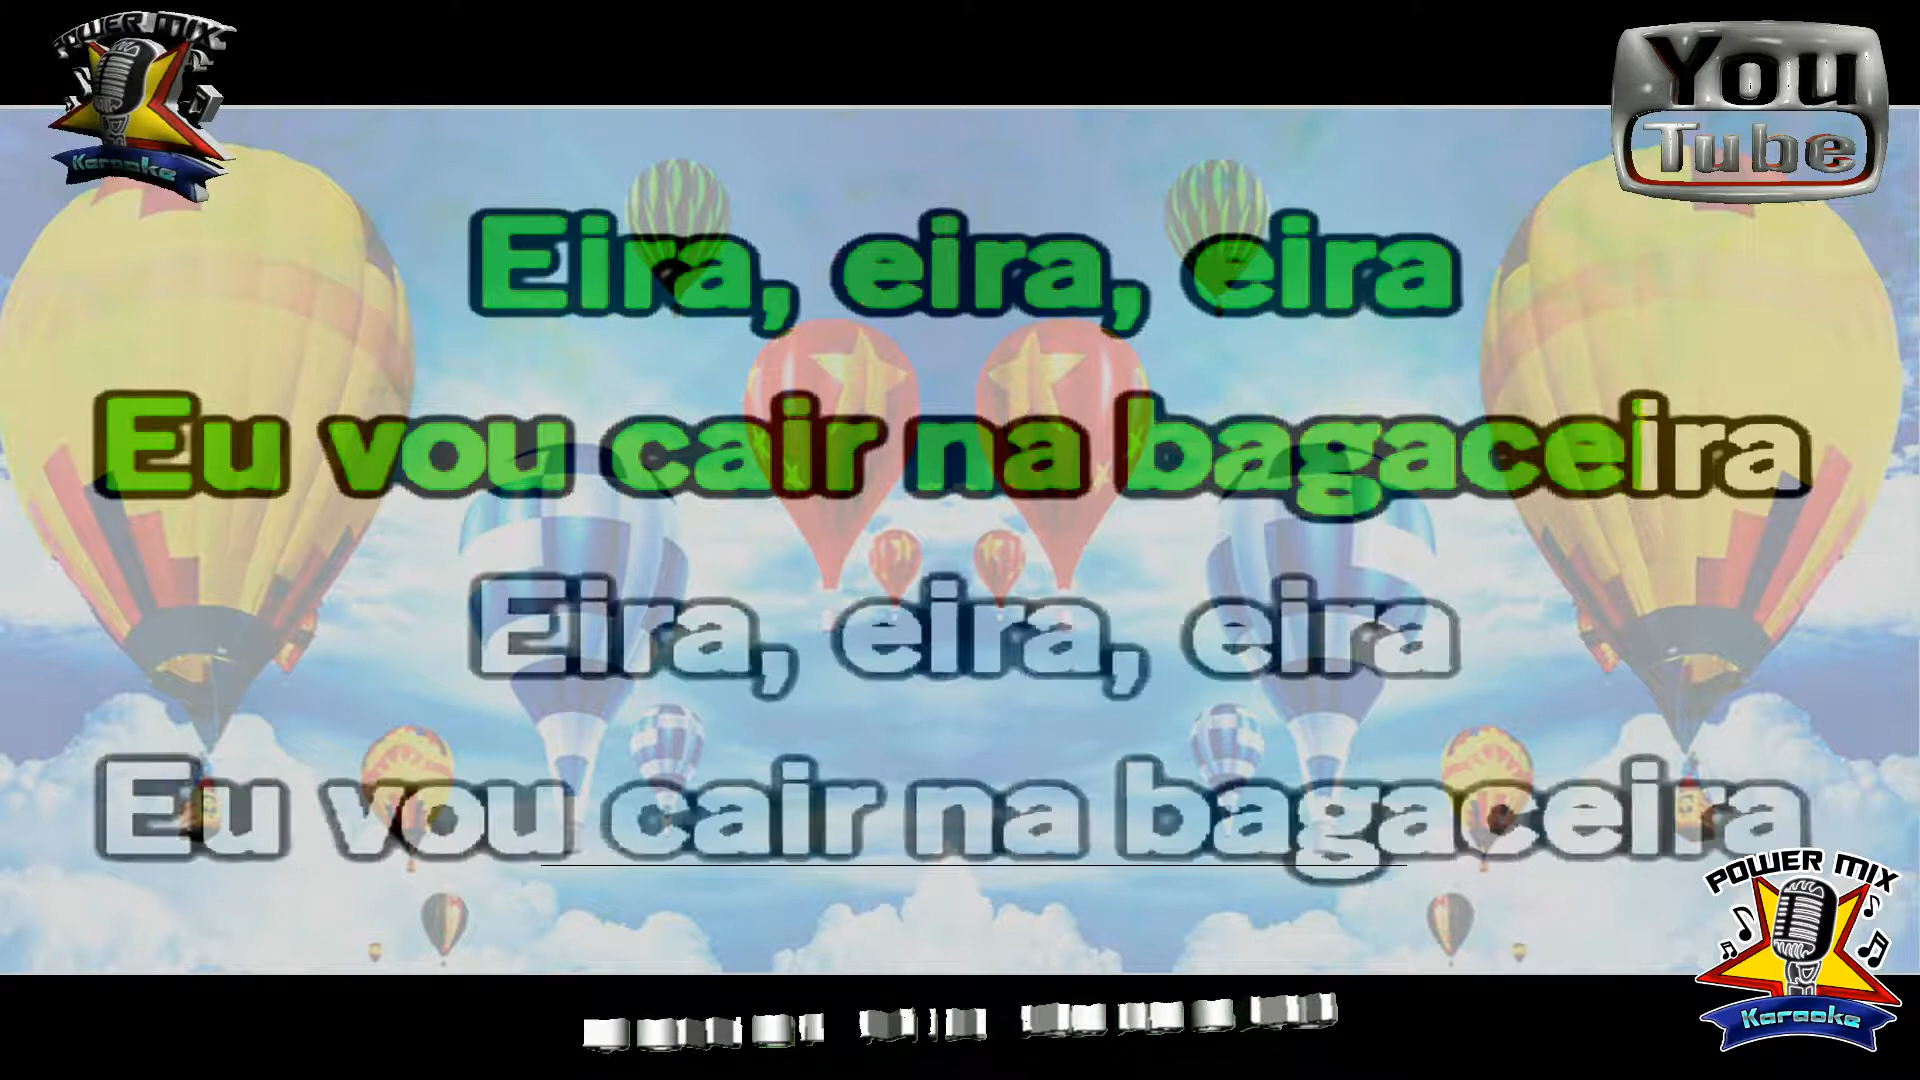 POWER MIX
Karaoke
You
Tube
Eira, eira, eira
Eu vou cair na bagaceira
Eira, eira, eira
Eu vou cair na bagaceira
POWER MIX
Karaoke